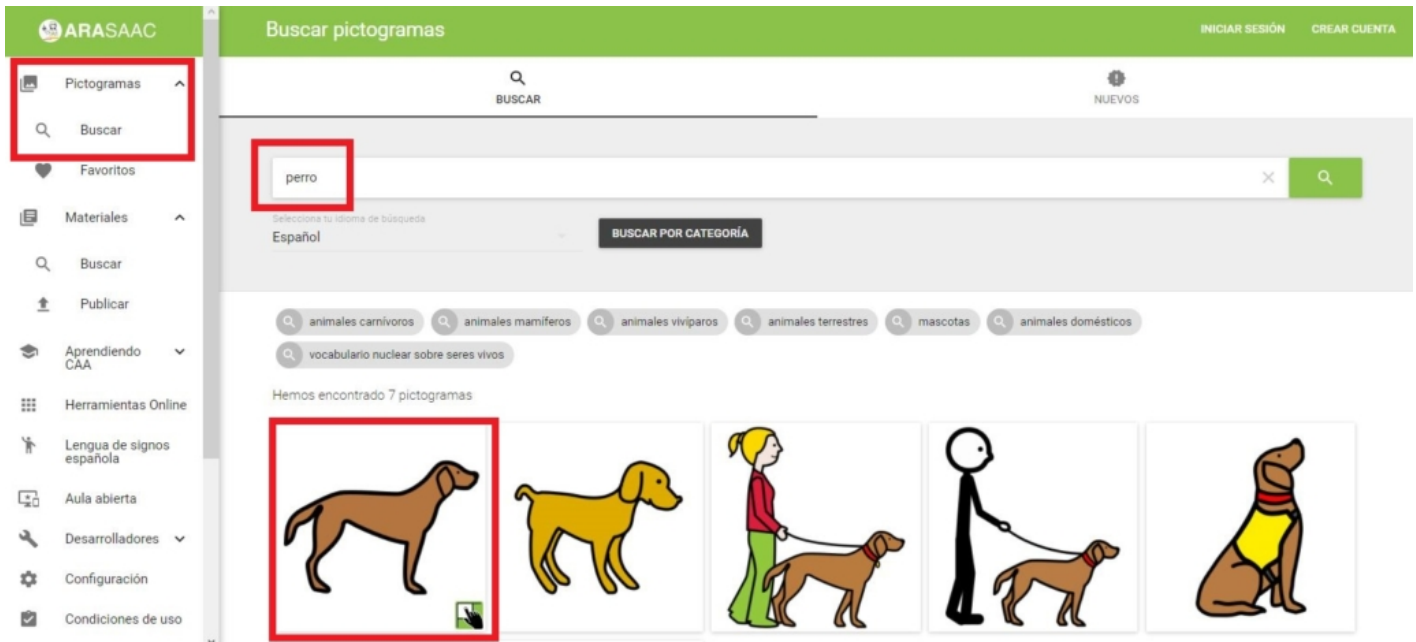 ARASAAC
Pictogramas
Buscar
Favoritos
Materiales
Buscar
Publicar
Aprendiendo
CAA
Herramientas Online
Lengua de signos
española
Aula abierta
Desarrolladores
Configuración
Condiciones de uso
Buscar pictogramas
INICIAR SESIÓN CREAR CUENTA
BUSCAR
NUEVOS
perro
Selecciona tu idioma de búsqueda
Español
BUSCAR POR CATEGORÍA
animales carnívoros animales mamíferos animales vivíparos animales terrestres mascotas animales domésticos
vocabulario nuclear sobre seres vivos
Hemos encontrado 7 pictogramas